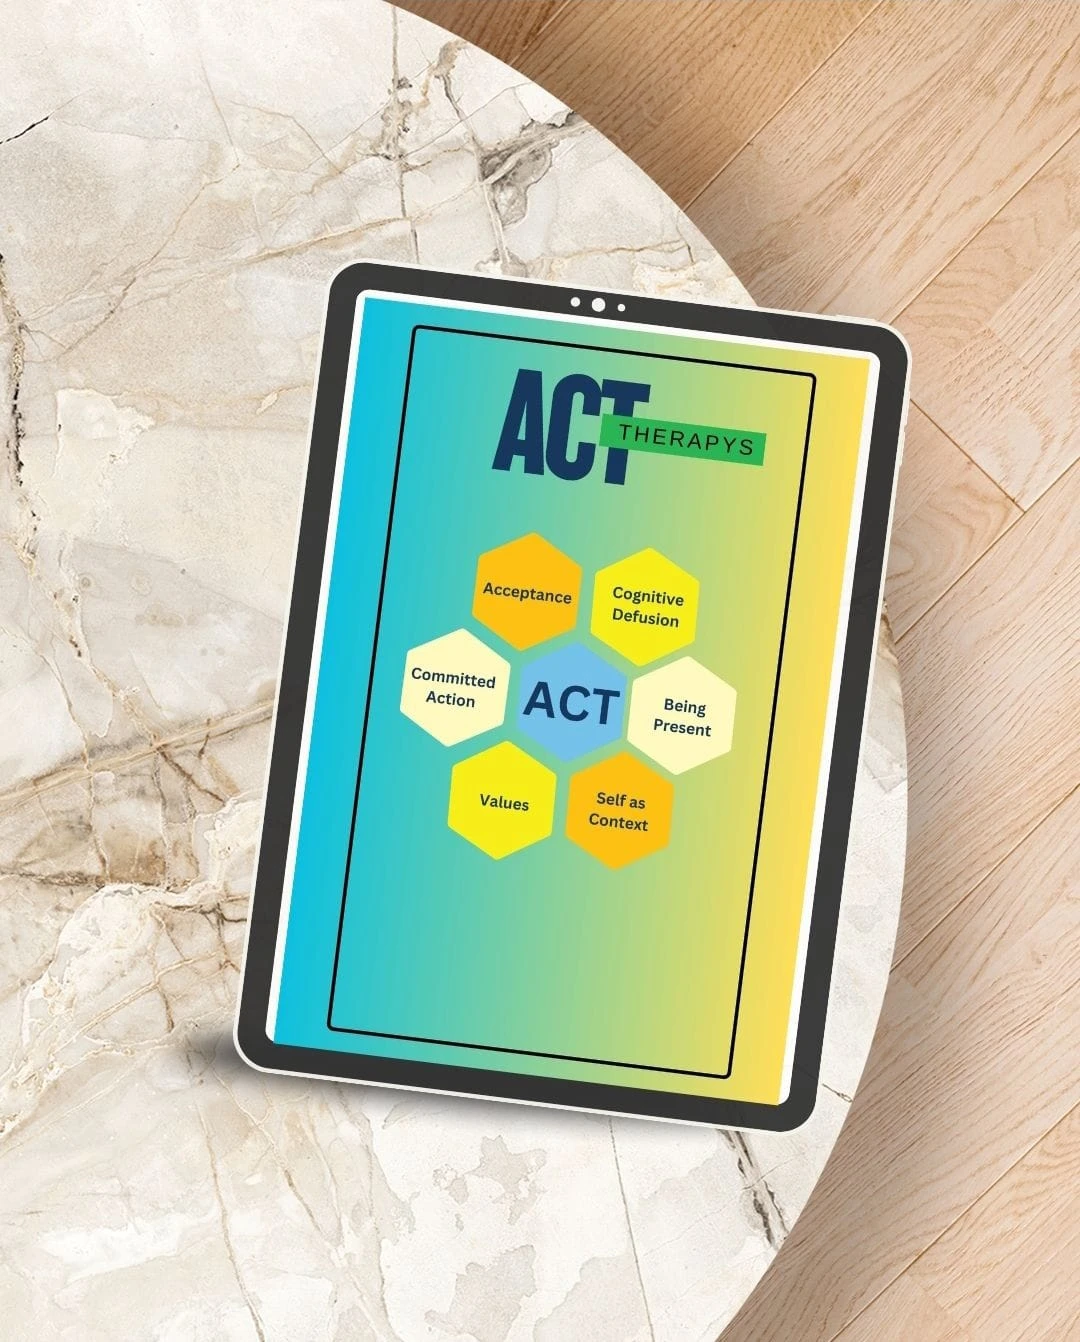 ACT
THERAPYS
Acceptance
Cognitive
Defusion
Committed
Action
ACT
Being
Present
Values
Self as
Context